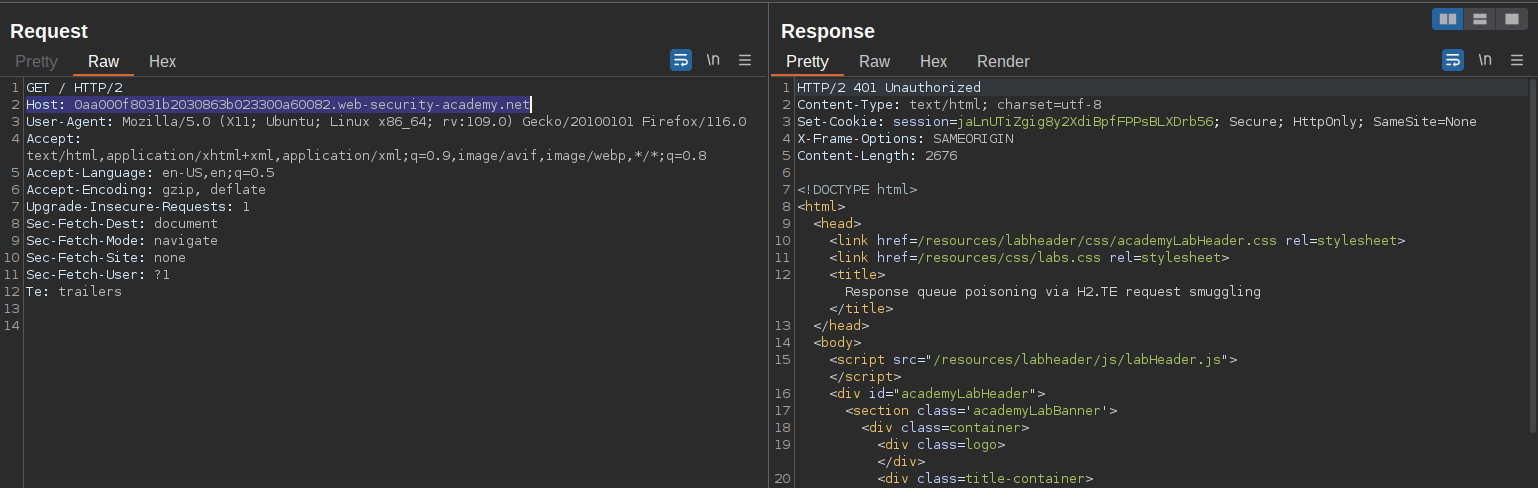 Request
Pretty Raw Hex \n
1 GET / HTTP/2
2 Host: 0aa000f8031b2030863b023300a60082.web-security-academy.net
3 User-Agent: Mozilla/5.0 (X11; Ubuntu; Linux x86_64; rv:109.0) Gecko/20100101 Firefox/116.0
4 Accept:
text/html,application/xhtml+xml,application/xml;q=0.9,image/avif,image/webp,*/*;q=0.8
5 Accept-Language: en-US,en;q=0.5
6 Accept-Encoding: gzip, deflate
7 Upgrade-Insecure-Requests: 1
8 Sec-Fetch-Dest: document
9 Sec-Fetch-Mode: navigate
10 Sec-Fetch-Site: none
11 Sec-Fetch-User: ?1
12 Te: trailers
13
14
Response
Pretty Raw Hex Render \n
1 HTTP/2 401 Unauthorized
2 Content-Type: text/html; charset=utf-8
3 Set-Cookie: session=jaLnUTiZgig8y2XdiBpfFPPsBLXDrb56; Secure; HttpOnly; SameSite=None
4 X-Frame-Options: SAMEORIGIN
5 Content-Length: 2676
6
7 <!DOCTYPE html>
8 <html>
9 <head>
10 <link href=/resources/labheader/css/academyLabHeader.css rel=stylesheet>
11 <link href=/resources/css/labs.css rel=stylesheet>
12 <title>
Response queue poisoning via H2.TE request smuggling
</title>
13 </head>
14 <body>
15 <script src="/resources/labheader/js/labHeader.js">
</script>
16 <div id="academyLabHeader">
17 <section class='academyLabBanner'>
18 <div class=container>
19 <div class=logo>
</div>
20 <div class=title-container>